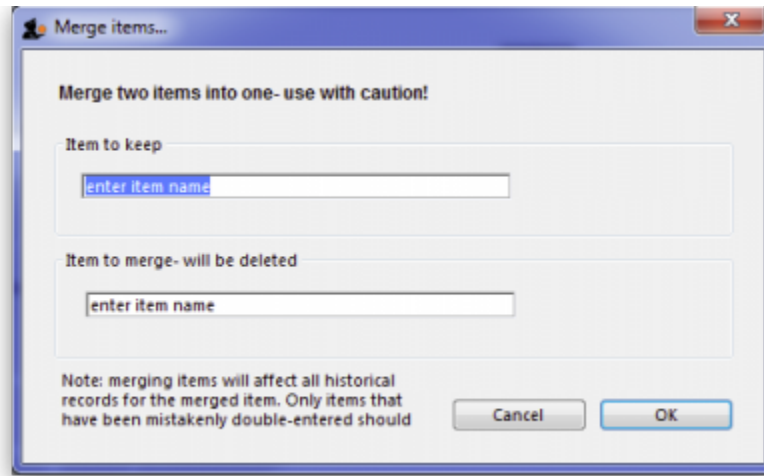 Merge items...
Merge two items into one- use with caution!
Item to keep
enter item name
Item to merge- will be deleted
enter item name
Note: merging items will affect all historical
records for the merged item. Only items that
have been mistakenly double-entered should
Cancel
OK